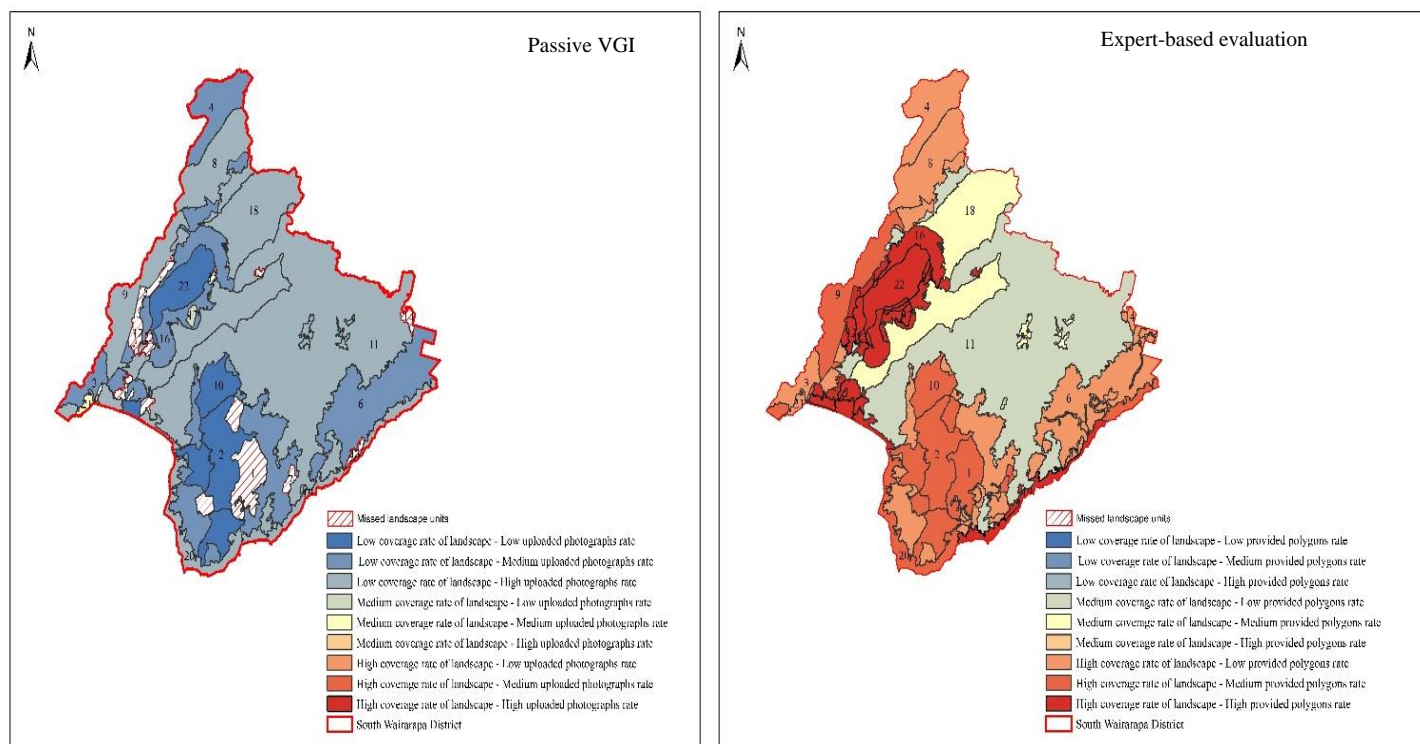 N
Passive VGI
4
8
18
22
9
11
16
3
10
6
2
1
20
Missed landscape units
Low coverage rate of landscape - Low uploaded photographs rate
Low coverage rate of landscape - Medium uploaded photographs rate
Low coverage rate of landscape - High uploaded photographs rate
Medium coverage rate of landscape - Low uploaded photographs rate
Medium coverage rate of landscape - Medium uploaded photographs rate
Medium coverage rate of landscape - High uploaded photographs rate
High coverage rate of landscape - Low uploaded photographs rate
High coverage rate of landscape - Medium uploaded photographs rate
High coverage rate of landscape - High uploaded photographs rate
South Wairarapa District
N
Expert-based evaluation
4
8
18
16
22
9
11
3
10
6
2
1
20
Missed landscape units
Low coverage rate of landscape - Low provided polygons rate
Low coverage rate of landscape - Medium provided polygons rate
Low coverage rate of landscape - High provided polygons rate
Medium coverage rate of landscape - Low provided polygons rate
Medium coverage rate of landscape - Medium provided polygons rate
Medium coverage rate of landscape - High provided polygons rate
High coverage rate of landscape - Low provided polygons rate
High coverage rate of landscape - Medium provided polygons rate
High coverage rate of landscape - High provided polygons rate
South Wairarapa District